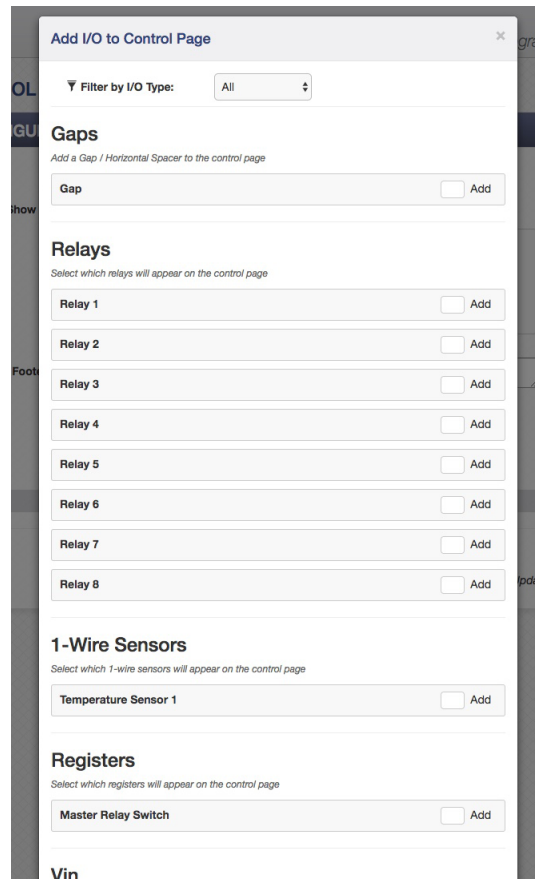 Add I/O to Control Page
×
Filter by I/O Type:
All
Gaps
Add a Gap / Horizontal Spacer to the control page
Gap Add
Relays
Select which relays will appear on the control page
Relay 1 Add
Relay 2 Add
Relay 3 Add
Relay 4 Add
Relay 5 Add
Relay 6 Add
Relay 7 Add
Relay 8 Add
1-Wire Sensors
Select which 1-wire sensors will appear on the control page
Temperature Sensor 1 Add
Registers
Select which registers will appear on the control page
Master Relay Switch Add
Vin